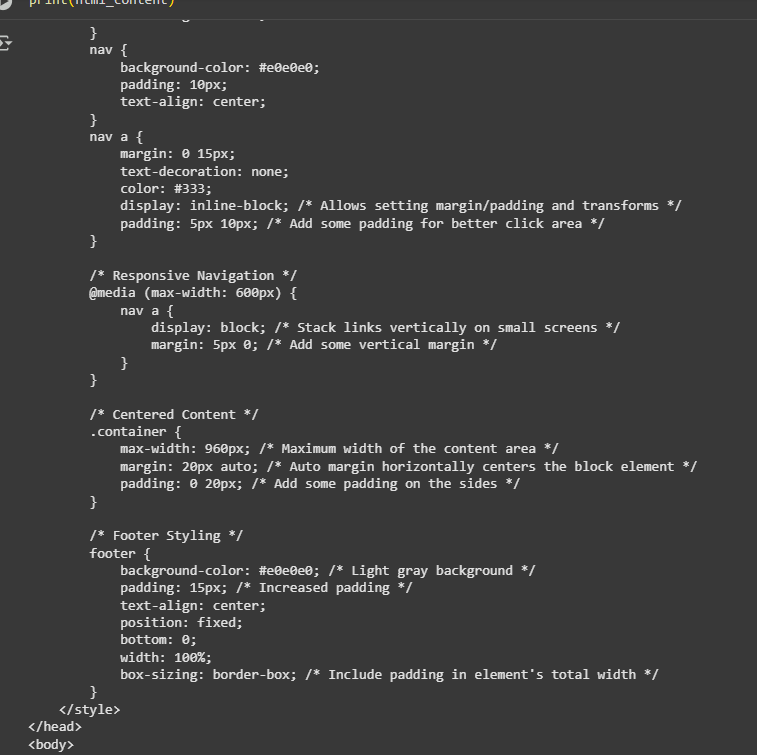 print(html_content)
        }
        nav {
            background-color: #e0e0e0;
            padding: 10px;
            text-align: center;
        }
        nav a {
            margin: 0 15px;
            text-decoration: none;
            color: #333;
            display: inline-block; /* Allows setting margin/padding and transforms */
            padding: 5px 10px; /* Add some padding for better click area */
        }

        /* Responsive Navigation */
        @media (max-width: 600px) {
            nav a {
                display: block; /* Stack links vertically on small screens */
                margin: 5px 0; /* Add some vertical margin */
            }
        }

        /* Centered Content */
        .container {
            max-width: 960px; /* Maximum width of the content area */
            margin: 20px auto; /* Auto margin horizontally centers the block element */
            padding: 0 20px; /* Add some padding on the sides */
        }

        /* Footer Styling */
        footer {
            background-color: #e0e0e0; /* Light gray background */
            padding: 15px; /* Increased padding */
            text-align: center;
            position: fixed;
            bottom: 0;
            width: 100%;
            box-sizing: border-box; /* Include padding in element's total width */
        }
    </style>
</head>
<body>